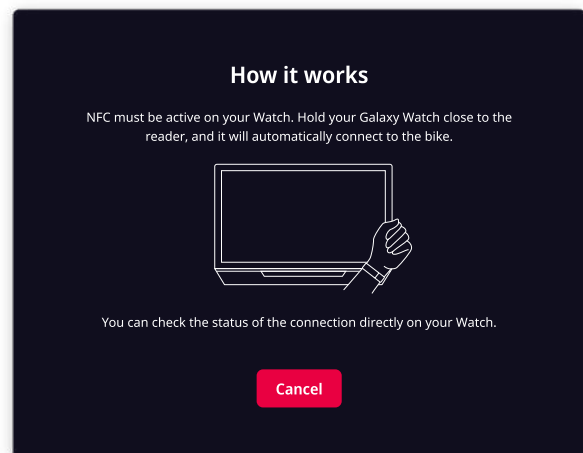 How it works
NFC must be active on your Watch. Hold your Galaxy Watch close to the
reader, and it will automatically connect to the bike.
You can check the status of the connection directly on your Watch.
Cancel